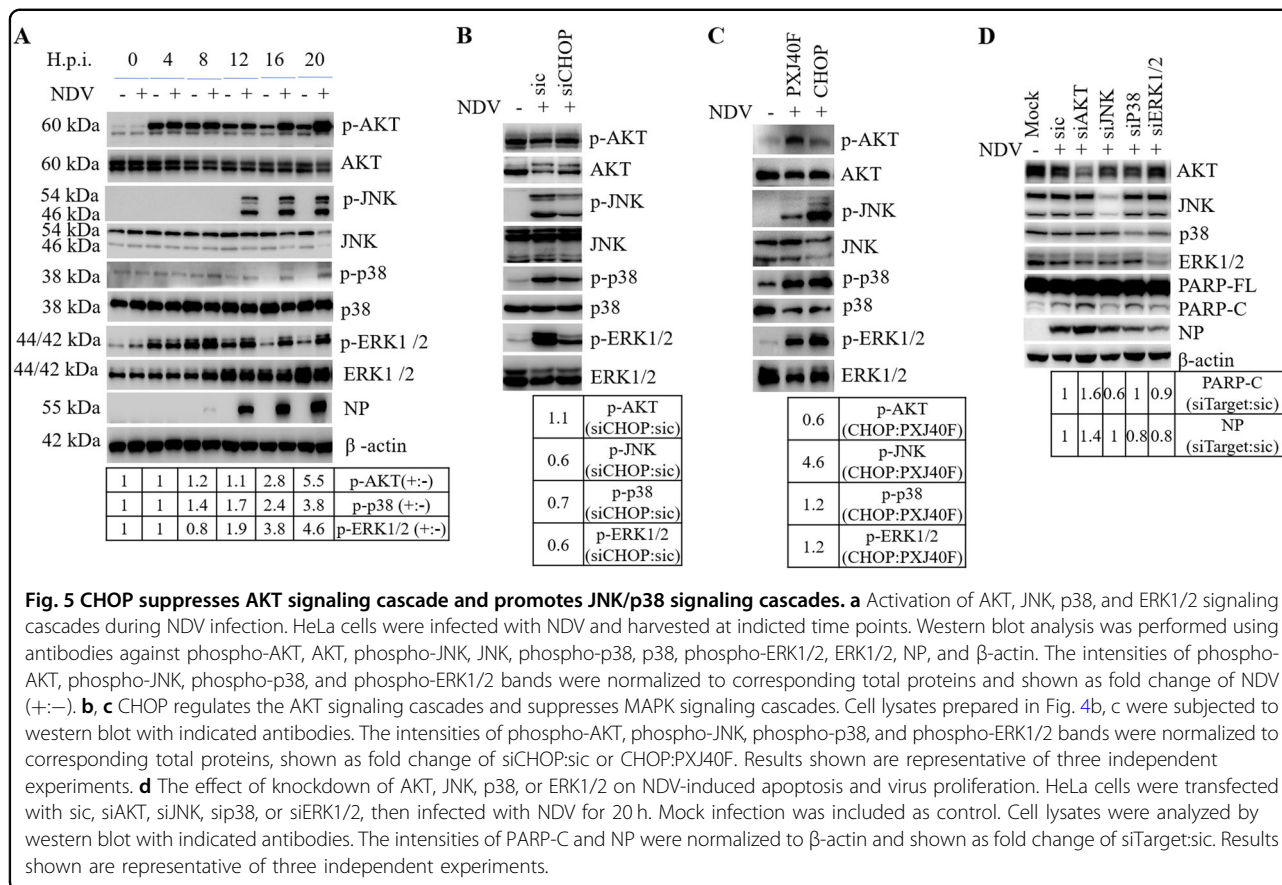 A
H.p.i. 0 4 8 12 16 20
NDV - + - + - + - + - + - +
60 kDa p-AKT
60 kDa AKT
54 kDa p-JNK
46 kDa
54 kDa JNK
46 kDa
38 kDa p-p38
38 kDa p38
44/42 kDa p-ERK1 /2
44/42 kDa ERK1 /2
55 kDa NP
42 kDa β -actin
1 1 1.2 1.1 2.8 5.5 p-AKT(+:-)
1 1 1.4 1.7 2.4 3.8 p-p38 (+:-)
1 1 0.8 1.9 3.8 4.6 p-ERK1/2 (+:-)
B
sic siCHOP
NDV - + +
p-AKT
AKT
p-JNK
JNK
p-p38
p38
p-ERK1/2
ERK1/2
1.1 p-AKT
(siCHOP:sic)
0.6 p-JNK
(siCHOP:sic)
0.7 p-p38
(siCHOP:sic)
0.6 p-ERK1/2
(siCHOP:sic)
C
PXJ40F CHOP
NDV - + +
p-AKT
AKT
p-JNK
JNK
p-p38
p38
p-ERK1/2
ERK1/2
0.6 p-AKT
(CHOP:PXJ40F)
4.6 p-JNK
(CHOP:PXJ40F)
1.2 p-p38
(CHOP:PXJ40F)
1.2 p-ERK1/2
(CHOP:PXJ40F)
D
Mock sic siAKT siJNK siP38 siERK1/2
NDV - + + + + +
AKT
JNK
p38
ERK1/2
PARP-FL
PARP-C
NP
β-actin
1 1.6 0.6 1 0.9 PARP-C
(siTarget:sic)
1 1.4 1 0.8 0.8 NP
(siTarget:sic)
Fig. 5 CHOP suppresses AKT signaling cascade and promotes JNK/p38 signaling cascades. a Activation of AKT, JNK, p38, and ERK1/2 signaling
cascades during NDV infection. HeLa cells were infected with NDV and harvested at indicted time points. Western blot analysis was performed using
antibodies against phospho-AKT, AKT, phospho-JNK, JNK, phospho-p38, p38, phospho-ERK1/2, ERK1/2, NP, and β-actin. The intensities of phospho-
AKT, phospho-JNK, phospho-p38, and phospho-ERK1/2 bands were normalized to corresponding total proteins and shown as fold change of NDV
(+:−). b, c CHOP regulates the AKT signaling cascades and suppresses MAPK signaling cascades. Cell lysates prepared in Fig. 4b, c were subjected to
western blot with indicated antibodies. The intensities of phospho-AKT, phospho-JNK, phospho-p38, and phospho-ERK1/2 bands were normalized to
corresponding total proteins, shown as fold change of siCHOP:sic or CHOP:PXJ40F. Results shown are representative of three independent
experiments. d The effect of knockdown of AKT, JNK, p38, or ERK1/2 on NDV-induced apoptosis and virus proliferation. HeLa cells were transfected
with sic, siAKT, siJNK, sip38, or siERK1/2, then infected with NDV for 20 h. Mock infection was included as control. Cell lysates were analyzed by
western blot with indicated antibodies. The intensities of PARP-C and NP were normalized to β-actin and shown as fold change of siTarget:sic. Results
shown are representative of three independent experiments.